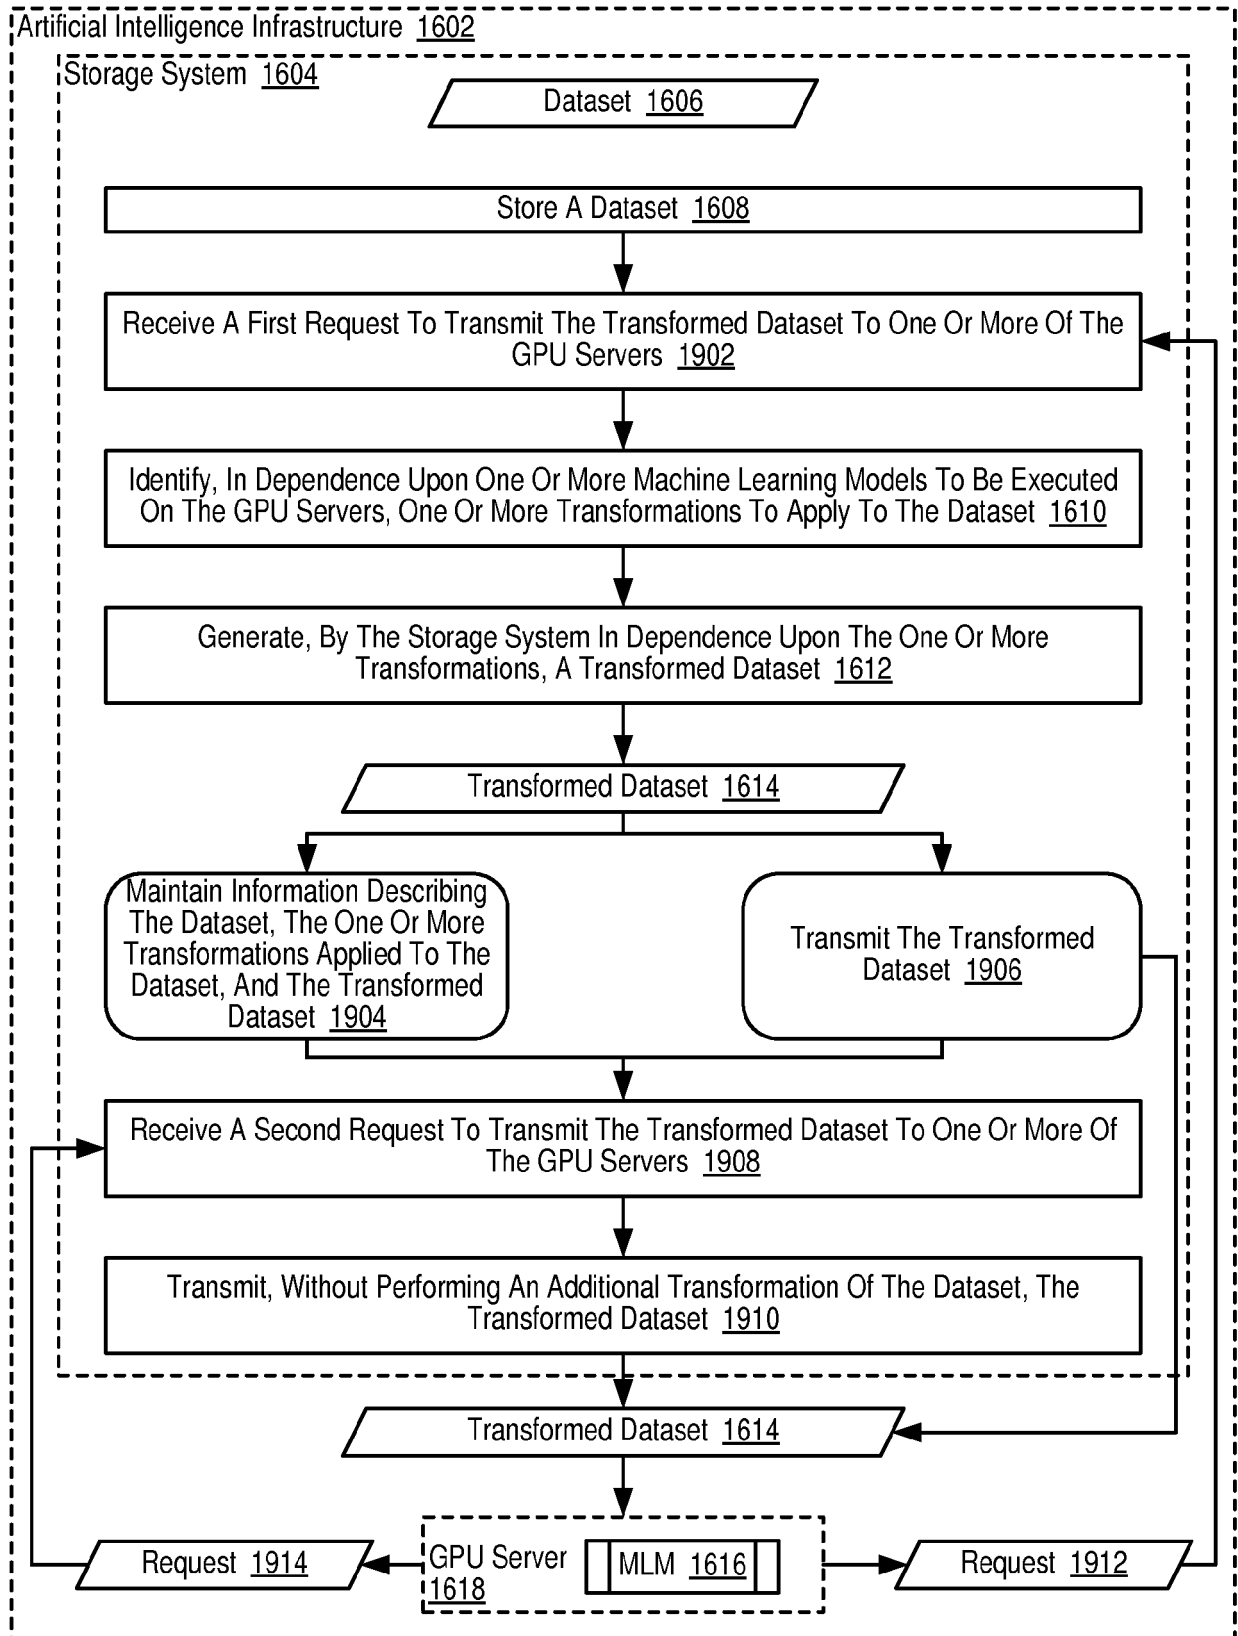 Artificial Intelligence Infrastructure 1602
Storage System 1604
Dataset 1606
Store A Dataset 1608
Receive A First Request To Transmit The Transformed Dataset To One Or More Of The
GPU Servers 1902
Identify, In Dependence Upon One Or More Machine Learning Models To Be Executed
On The GPU Servers, One Or More Transformations To Apply To The Dataset 1610
Generate, By The Storage System In Dependence Upon The One Or More
Transformations, A Transformed Dataset 1612
Transformed Dataset 1614
Maintain Information Describing
The Dataset, The One Or More
Transformations Applied To The
Dataset, And The Transformed
Dataset 1904
Transmit The Transformed
Dataset 1906
Receive A Second Request To Transmit The Transformed Dataset To One Or More Of
The GPU Servers 1908
Transmit, Without Performing An Additional Transformation Of The Dataset, The
Transformed Dataset 1910
Transformed Dataset 1614
Request 1914
GPU Server
1618
MLM 1616
Request 1912